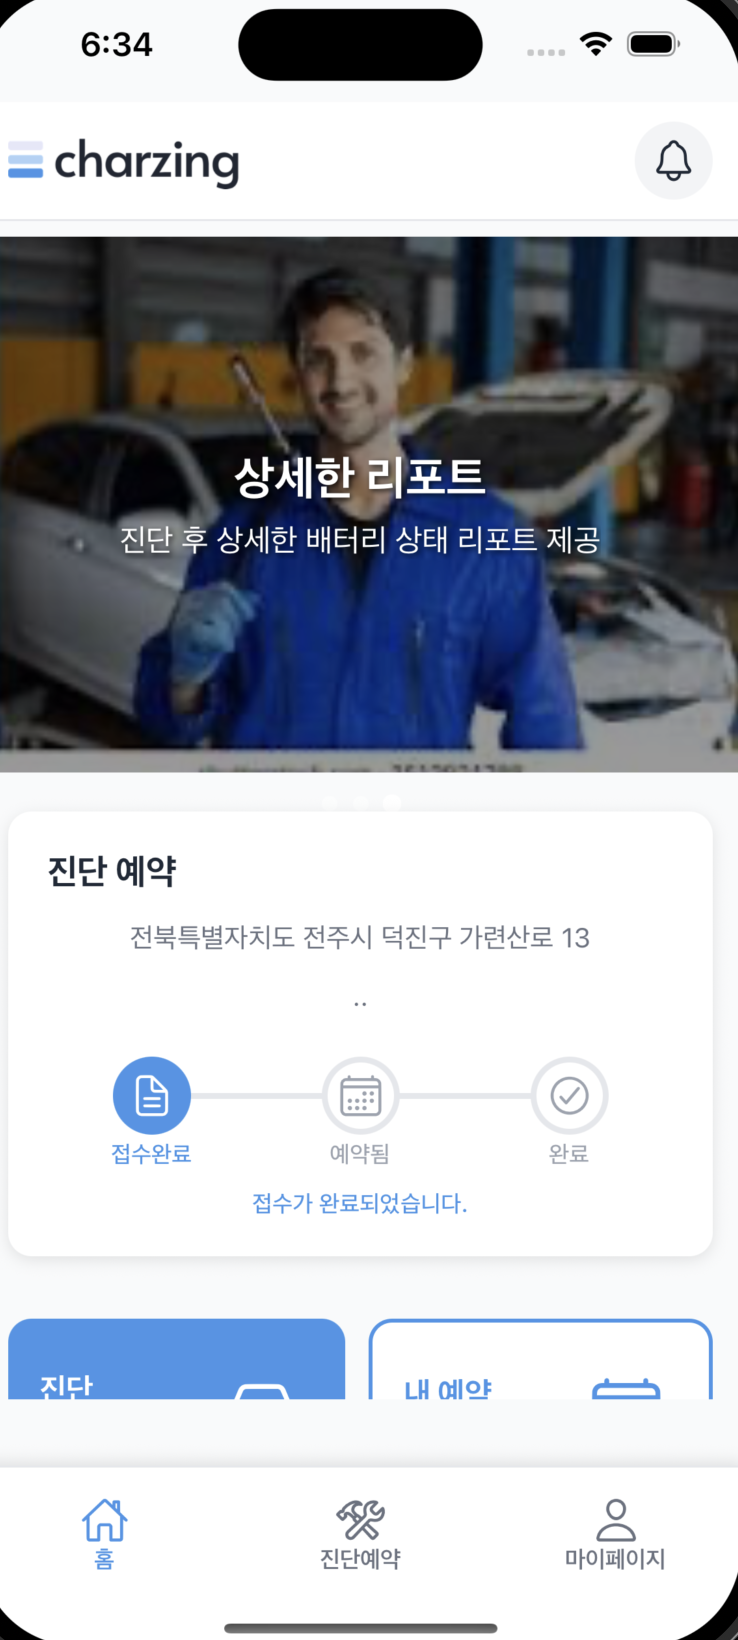 6:34
charzing
상세한 리포트
진단 후 상세한 배터리 상태 리포트 제공
진단 예약
전북특별자치도 전주시 덕진구 가련산로 13
..
접수완료
예약됨
완료
접수가 완료되었습니다.
진단
내 예약
홈
진단예약
마이페이지